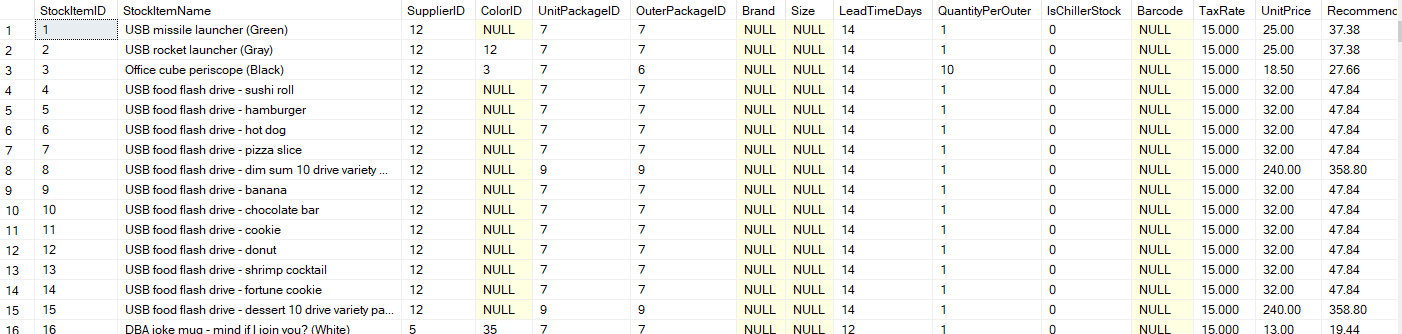 StockItemID StockItemName SupplierID ColorID UnitPackageID OuterPackageID Brand Size LeadTimeDays QuantityPerOuter IsChillerStock Barcode TaxRate UnitPrice Recommend
1 1 USB missile launcher (Green) 12 NULL 7 7 NULL NULL 14 1 0 NULL 15.000 25.00 37.38
2 2 USB rocket launcher (Gray) 12 12 7 7 NULL NULL 14 1 0 NULL 15.000 25.00 37.38
3 3 Office cube periscope (Black) 12 3 7 6 NULL NULL 14 10 0 NULL 15.000 18.50 27.66
4 4 USB food flash drive - sushi roll 12 NULL 7 7 NULL NULL 14 1 0 NULL 15.000 32.00 47.84
5 5 USB food flash drive - hamburger 12 NULL 7 7 NULL NULL 14 1 0 NULL 15.000 32.00 47.84
6 6 USB food flash drive - hot dog 12 NULL 7 7 NULL NULL 14 1 0 NULL 15.000 32.00 47.84
7 7 USB food flash drive - pizza slice 12 NULL 7 7 NULL NULL 14 1 0 NULL 15.000 32.00 47.84
8 8 USB food flash drive - dim sum 10 drive variety ... 12 NULL 9 9 NULL NULL 14 1 0 NULL 15.000 240.00 358.80
9 9 USB food flash drive - banana 12 NULL 7 7 NULL NULL 14 1 0 NULL 15.000 32.00 47.84
10 10 USB food flash drive - chocolate bar 12 NULL 7 7 NULL NULL 14 1 0 NULL 15.000 32.00 47.84
11 11 USB food flash drive - cookie 12 NULL 7 7 NULL NULL 14 1 0 NULL 15.000 32.00 47.84
12 12 USB food flash drive - donut 12 NULL 7 7 NULL NULL 14 1 0 NULL 15.000 32.00 47.84
13 13 USB food flash drive - shrimp cocktail 12 NULL 7 7 NULL NULL 14 1 0 NULL 15.000 32.00 47.84
14 14 USB food flash drive - fortune cookie 12 NULL 7 7 NULL NULL 14 1 0 NULL 15.000 32.00 47.84
15 15 USB food flash drive - dessert 10 drive variety pa... 12 NULL 9 9 NULL NULL 14 1 0 NULL 15.000 240.00 358.80
16 16 DBA joke mug - mind if I join you? (White) 5 35 7 7 NULL NULL 12 1 0 NULL 15.000 13.00 19.44